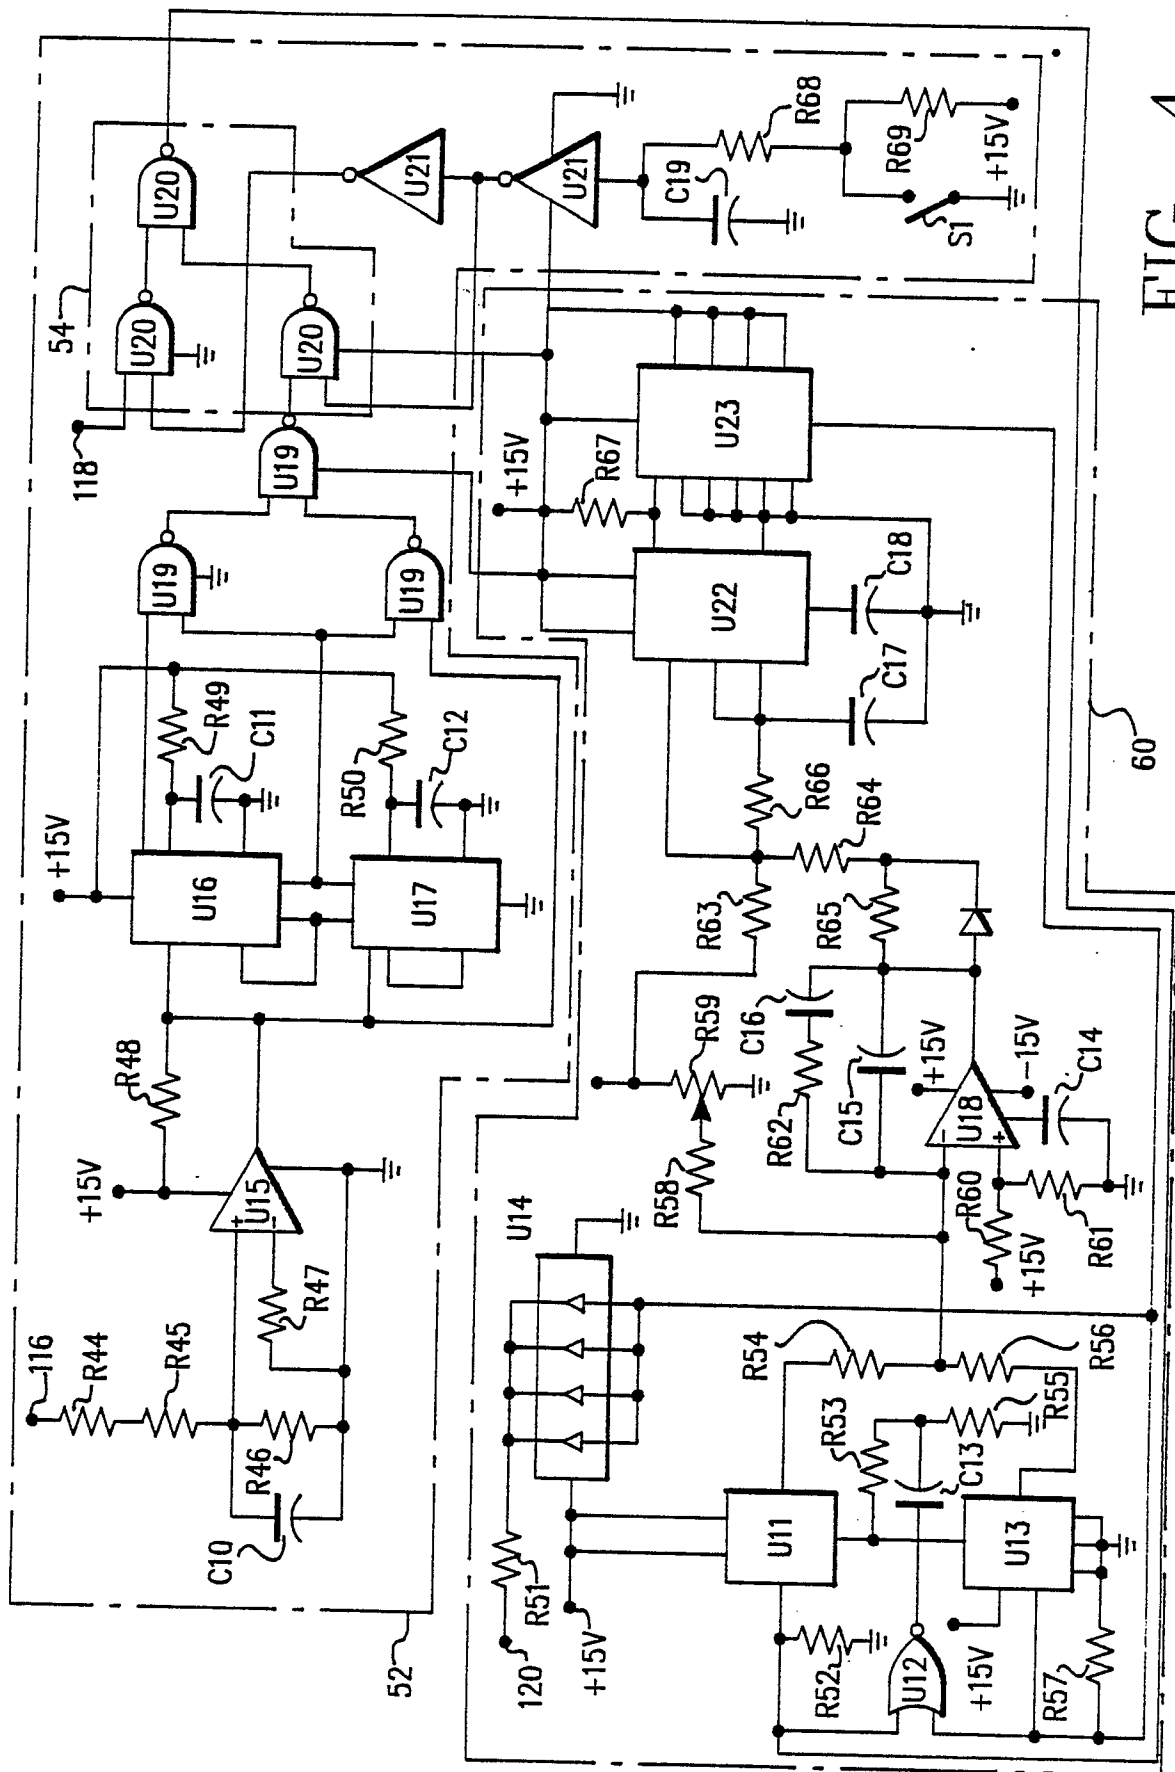 118
54
U20
U20
U20
U21
U21
R68
C19
R69
+15V
S1
+15V
U19
U19
U19
R49
C11
R50
C12
U16
U17
+15V
R48
+15V
+
U15
-
R47
116
R44
R45
R46
C10
52
+15V
R67
U23
U22
C18
C17
R66
R64
R63
R65
R59
C16
R62
C15
+15V
-15V
-
U18
+
C14
R60
+15V
R61
R58
U14
R54
R56
R53
R55
C13
R51
120
+15V
U11
U13
R52
U12
+15V
R57
60